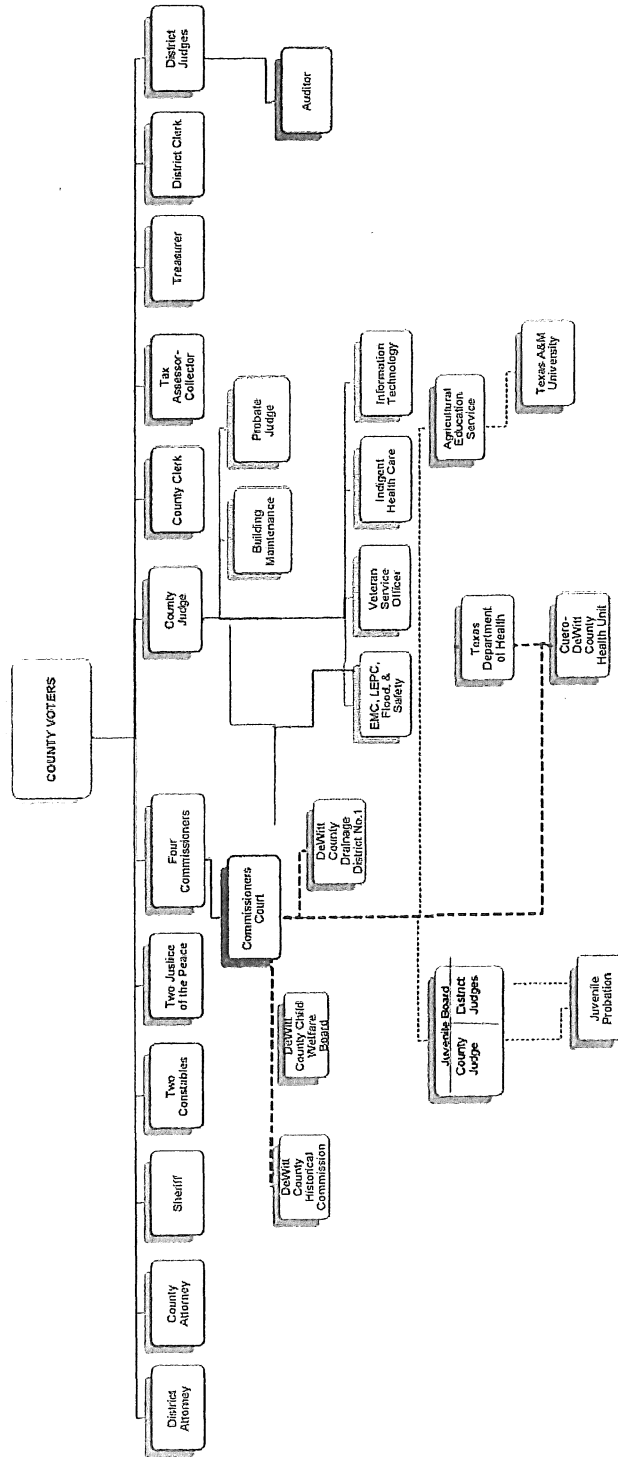 COUNTY VOTERS
District
Attorney
County
Attorney
Sheriff
Two
Constables
Two Justice
of the Peace
Four
Commissioners
County
Judge
County Clerk
Tax
Assessor-
Collector
Treasurer
District Clerk
District
Judges
Commissioners
Court
Building
Maintenance
Probate
Judge
Auditor
DeWitt
County
Historical
Commission
DeWitt
County Child
Welfare
Board
DeWitt
County
Drainage
District No.1
EMC, LEPC,
Flood, &
Safety
Veteran
Service
Officer
Indigent
Health Care
Information
Technology
Juvenile Board
County
Judge
District
Judges
Agricultural
Education
Service
Juvenile
Probation
Texas
Department
of Health
Cuero-
DeWitt
County
Health Unit
Texas A&M
University